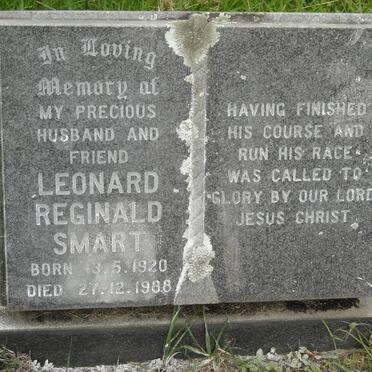 In Loving
Memory of
MY PRECIOUS
HUSBAND AND
FRIEND
LEONARD
REGINALD
SMART
BORN 13.5.1920
DIED 27.12.1988
HAVING FINISHED
HIS COURSE AND
RUN HIS RACE
WAS CALLED TO
GLORY BY OUR LORD
JESUS CHRIST